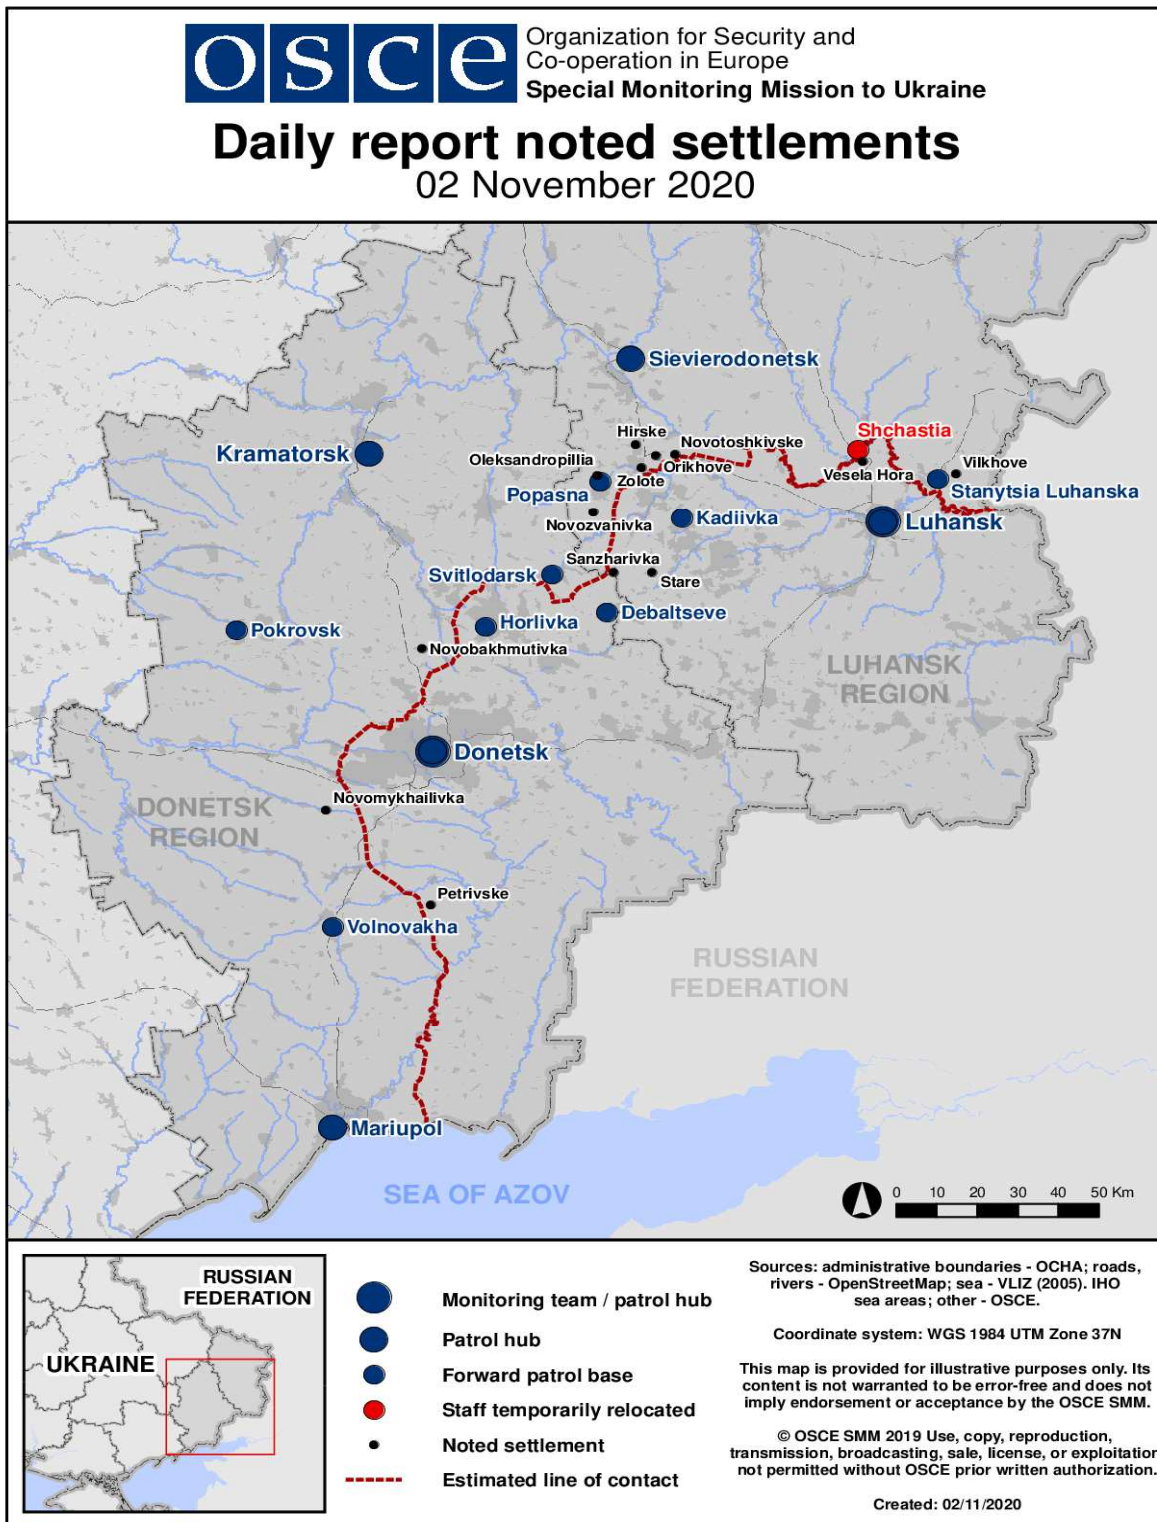 osce
Organization for Security and
Co-operation in Europe
Special Monitoring Mission to Ukraine
Daily report noted settlements
02 November 2020
Sievierodonetsk
Shchastia
Hirske
Novotoshkivske
Kramatorsk
Oleksandropillia
Orikhove
Vesela Hora
Vilkhove
Zolote
Popasna
Stanytsia Luhanska
Novozvanivka
Kadiivka
Luhansk
Sanzharivka
Svitlodarsk
Stare
Debaltseve
Horlivka
Pokrovsk
Novobakhmutivka
LUHANSK
REGION
Donetsk
Novomykhailivka
DONETSK
REGION
Petrivske
Volnovakha
RUSSIAN
FEDERATION
Mariupol
SEA OF AZOV
0 10 20 30 40 50 Km
RUSSIAN
FEDERATION
UKRAINE
Monitoring team / patrol hub
Patrol hub
Forward patrol base
Staff temporarily relocated
Noted settlement
Estimated line of contact
Sources: administrative boundaries - OCHA; roads,
rivers - OpenStreetMap; sea - VLIZ (2005). IHO
sea areas; other - OSCE.
Coordinate system: WGS 1984 UTM Zone 37N
This map is provided for illustrative purposes only. Its
content is not warranted to be error-free and does not
imply endorsement or acceptance by the OSCE SMM.
© OSCE SMM 2019 Use, copy, reproduction,
transmission, broadcasting, sale, license, or exploitation
not permitted without OSCE prior written authorization.
Created: 02/11/2020